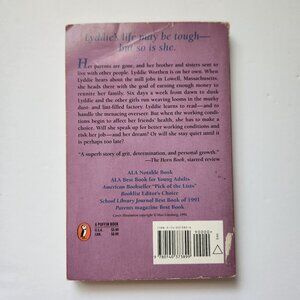 Lyddie's life may be tough—
but so is she.
Her parents are gone, and her brother and sisters sent to
live with other people. Lyddie Worthen is on her own. When
Lyddie hears about the mill jobs in Lowell, Massachusetts,
she heads there with the goal of earning enough money to
reunite her family. Six days a week from dawn to dusk
Lyddie and the other girls run weaving looms in the murky
dust- and lint-filled factory. Lyddie learns to read—and to
handle the menacing overseer. But when the working condi-
tions begin to affect her friends' health, she has to make a
choice. Will she speak up for better working conditions and
risk her job—and her dream? Or will she stay quiet until it
is perhaps too late?
"A superb story of grit, determination, and personal growth."
—The Horn Book, starred review
ALA Notable Book
ALA Best Book for Young Adults
American Bookseller "Pick of the Lists"
Booklist Editor's Choice
School Library Journal Best Book of 1991
Parents magazine Best Book
A PUFFIN BOOK
U.S.A.
CAN.
90000>